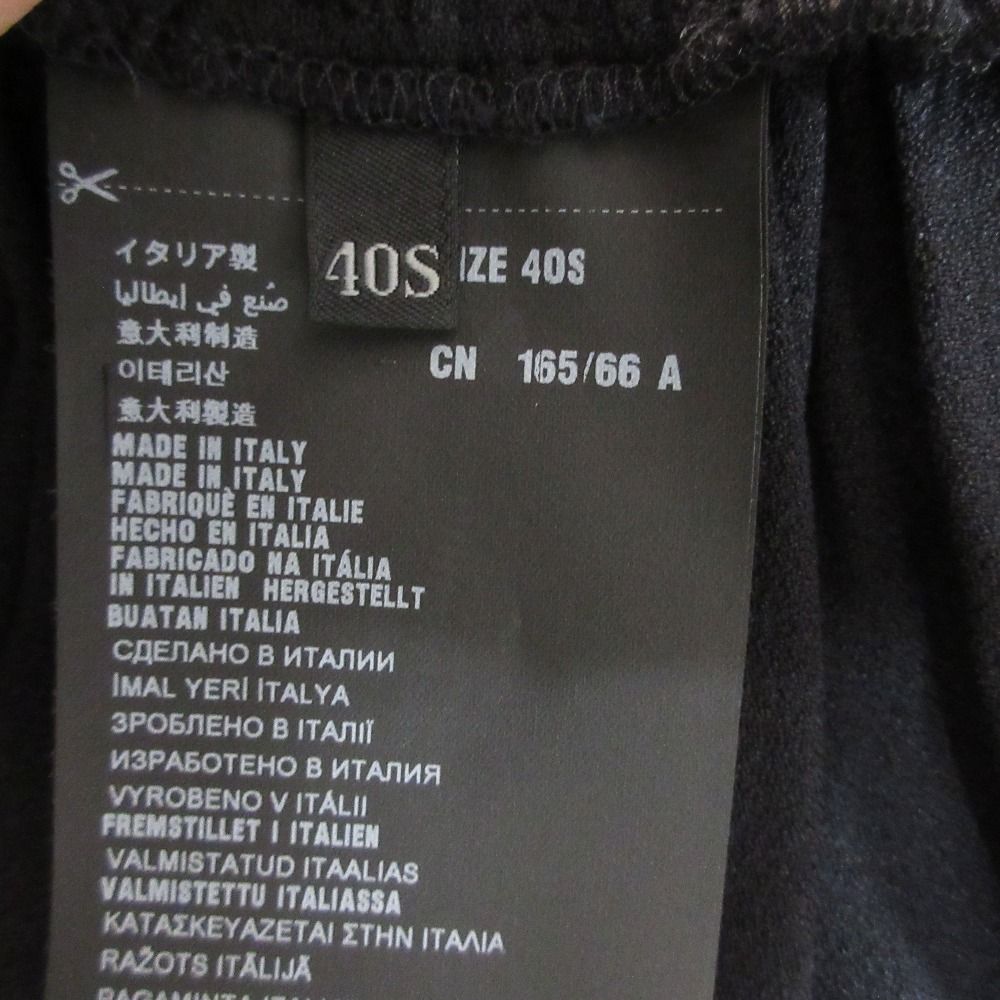 40S
IZE 40S
CN 165/66 A
イタリア製
صُنع في إيطاليا
意大利制造
이태리산
意大利製造
MADE IN ITALY
MADE IN ITALY
FABRIQUÈ EN ITALIE
HECHO EN ITALIA
FABRICADO NA ITÁLIA
IN ITALIEN HERGESTELLT
BUATAN ITALIA
СДЕЛАНО В ИТАЛИИ
İMAL YERİ İTALYA
ЗРОБЛЕНО В ІТАЛІЇ
ИЗРАБОТЕНО В ИТАЛИЯ
VYROBENO V ITÁLII
FREMSTILLET I ITALIEN
VALMISTATUD ITAALIAS
VALMISTETTU ITALIASSA
ΚΑΤΑΣΚΕΥΑΖΕΤΑΙ ΣΤΗΝ ΙΤΑΛΙΑ
RAŽOTS ITĀLIJĀ
PAGAMINTA